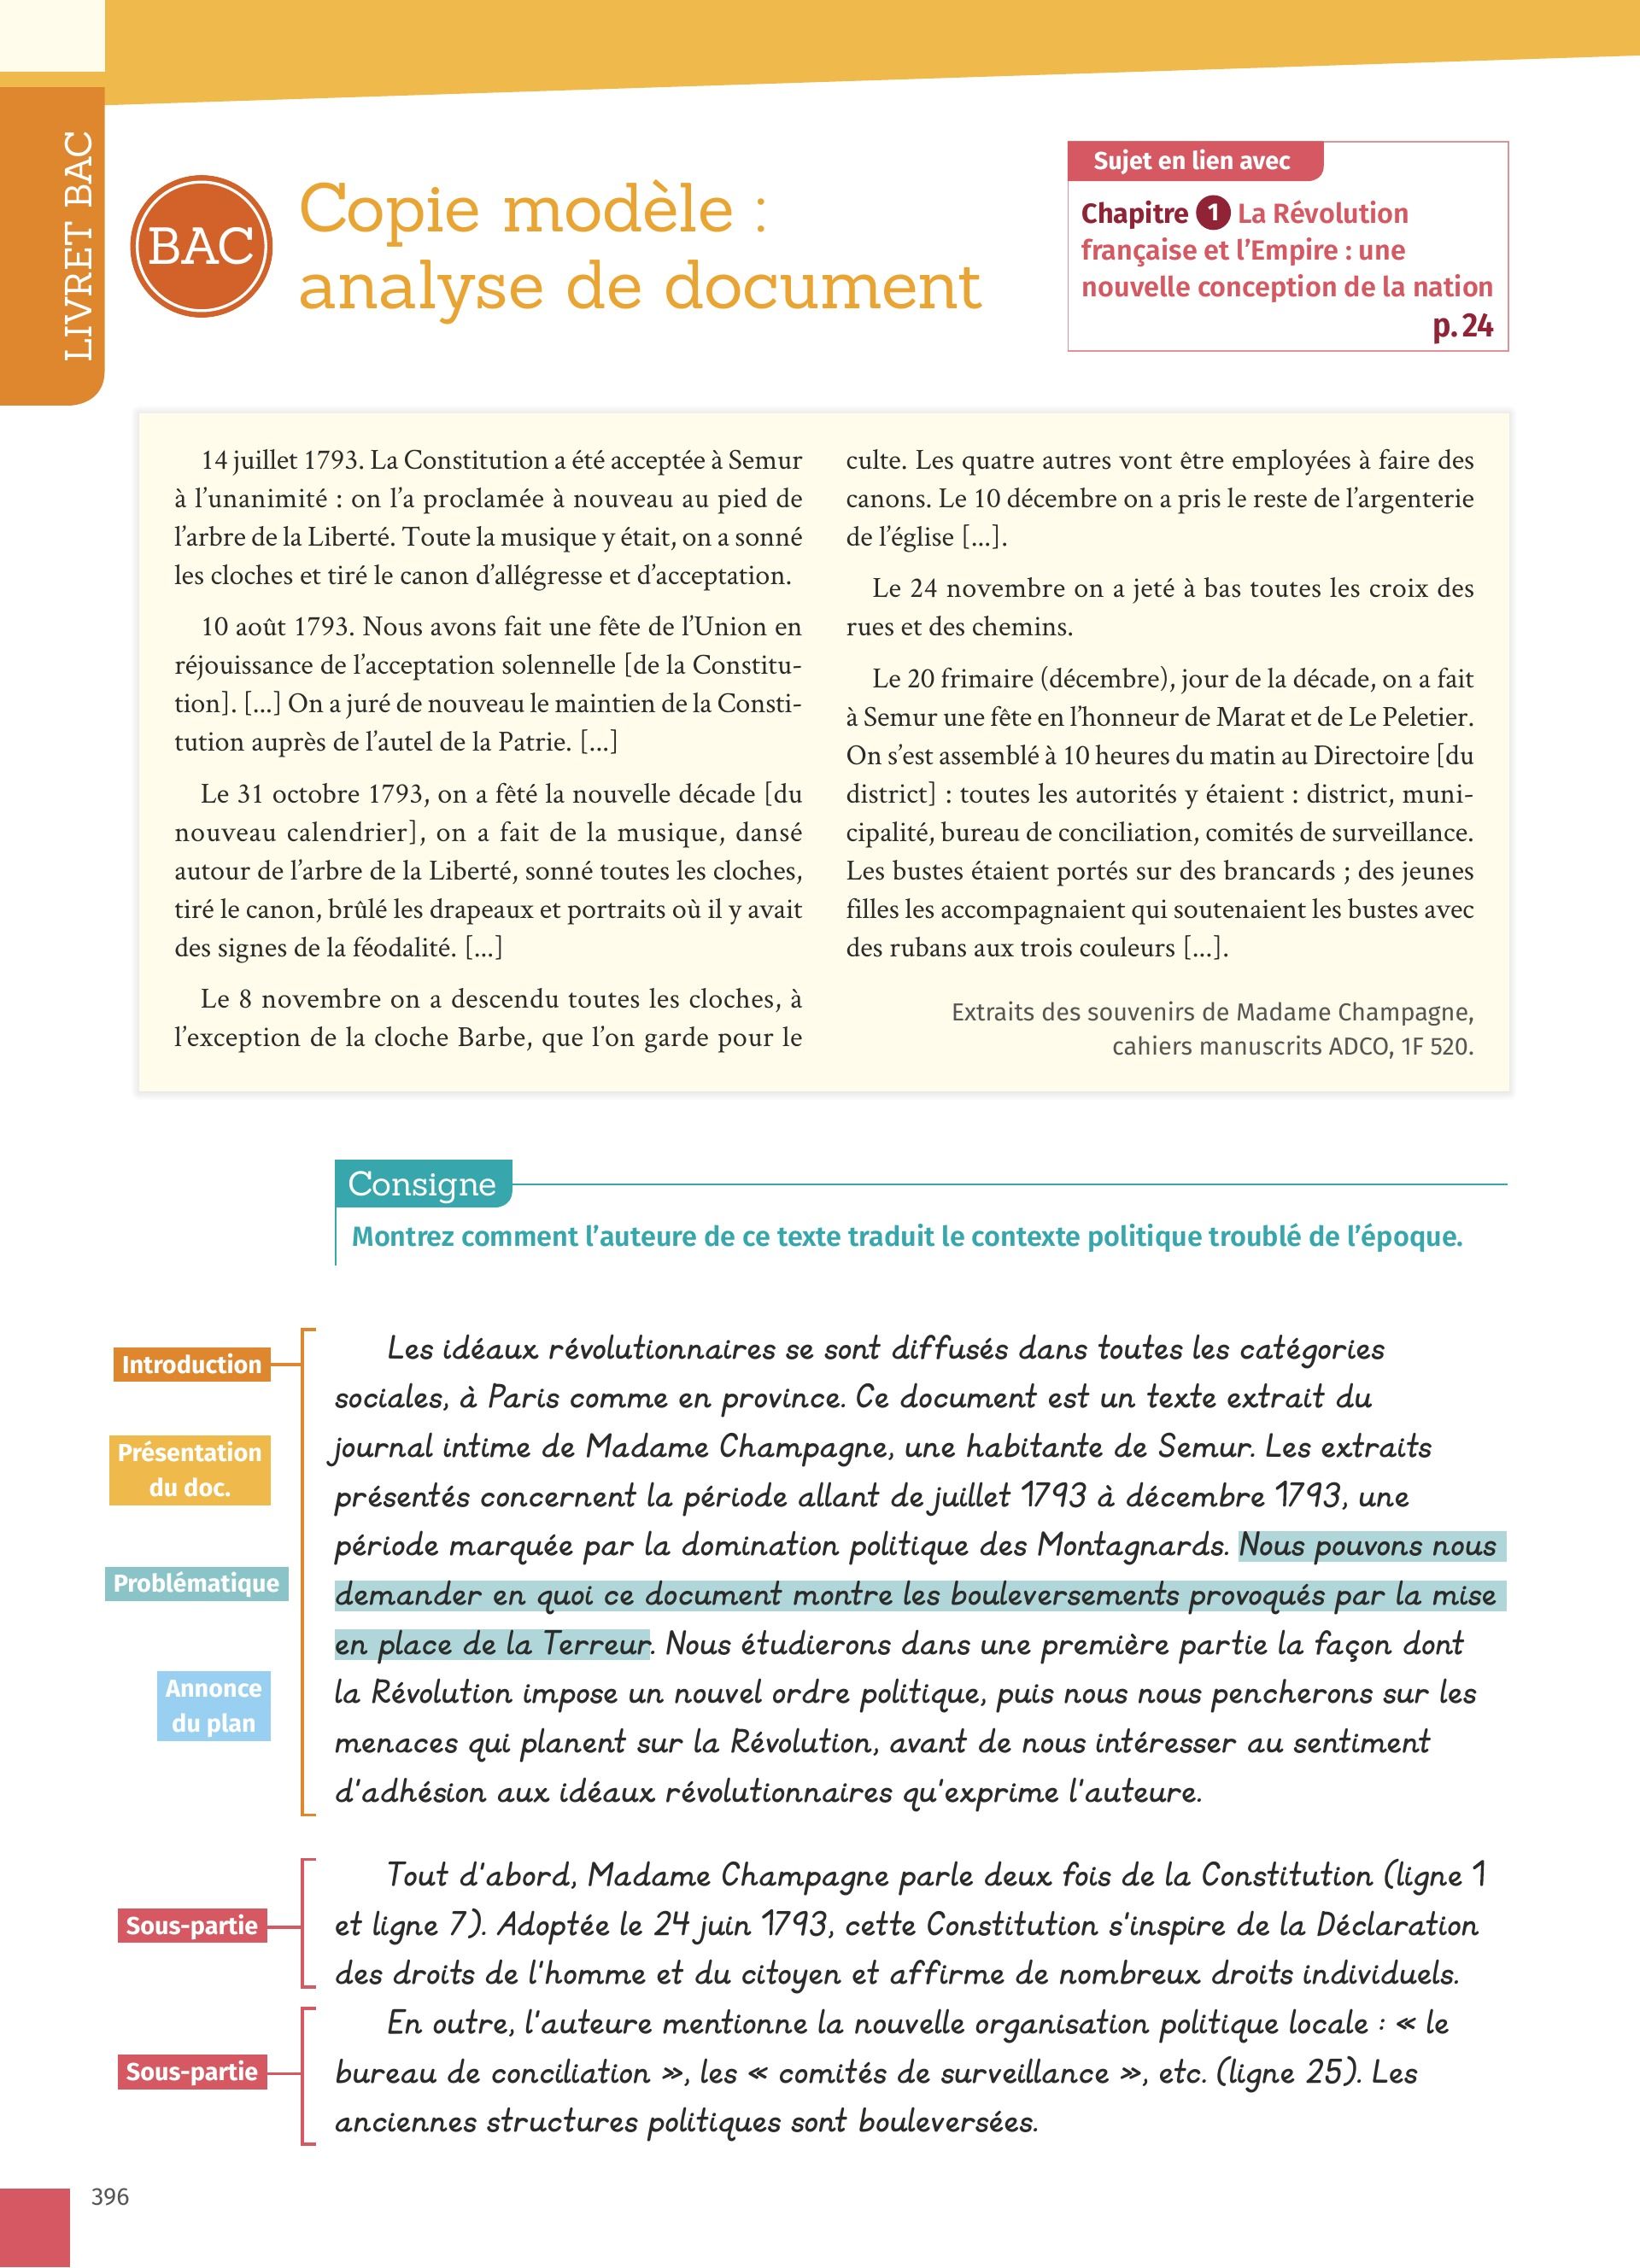 LIVRET BAC
BAC
Copie modèle :
analyse de document
Sujet en lien avec
Chapitre 1 La Révolution
française et l’Empire : une
nouvelle conception de la nation
p. 24
14 juillet 1793. La Constitution a été acceptée à Semur
à l’unanimité : on l’a proclamée à nouveau au pied de
l’arbre de la Liberté. Toute la musique y était, on a sonné
les cloches et tiré le canon d’allégresse et d’acceptation.
10 août 1793. Nous avons fait une fête de l’Union en
réjouissance de l’acceptation solennelle [de la Constitu-
tion]. [...] On a juré de nouveau le maintien de la Consti-
tution auprès de l’autel de la Patrie. [...]
Le 31 octobre 1793, on a fêté la nouvelle décade [du
nouveau calendrier], on a fait de la musique, dansé
autour de l’arbre de la Liberté, sonné toutes les cloches,
tiré le canon, brûlé les drapeaux et portraits où il y avait
des signes de la féodalité. [...]
Le 8 novembre on a descendu toutes les cloches, à
l’exception de la cloche Barbe, que l’on garde pour le
culte. Les quatre autres vont être employées à faire des
canons. Le 10 décembre on a pris le reste de l’argenterie
de l’église [...].
Le 24 novembre on a jeté à bas toutes les croix des
rues et des chemins.
Le 20 frimaire (décembre), jour de la décade, on a fait
à Semur une fête en l’honneur de Marat et de Le Peletier.
On s’est assemblé à 10 heures du matin au Directoire [du
district] : toutes les autorités y étaient : district, muni-
cipalité, bureau de conciliation, comités de surveillance.
Les bustes étaient portés sur des brancards ; des jeunes
filles les accompagnaient qui soutenaient les bustes avec
des rubans aux trois couleurs [...].
Extraits des souvenirs de Madame Champagne,
cahiers manuscrits ADCO, 1F 520.
Consigne
Montrez comment l’auteure de ce texte traduit le contexte politique troublé de l’époque.
Introduction
Présentation
du doc.
Problématique
Annonce
du plan
Les idéaux révolutionnaires se sont diffusés dans toutes les catégories
sociales, à Paris comme en province. Ce document est un texte extrait du
journal intime de Madame Champagne, une habitante de Semur. Les extraits
présentés concernent la période allant de juillet 1793 à décembre 1793, une
période marquée par la domination politique des Montagnards. Nous pouvons nous
demander en quoi ce document montre les bouleversements provoqués par la mise
en place de la Terreur. Nous étudierons dans une première partie la façon dont
la Révolution impose un nouvel ordre politique, puis nous nous pencherons sur les
menaces qui planent sur la Révolution, avant de nous intéresser au sentiment
d'adhésion aux idéaux révolutionnaires qu'exprime l'auteure.
Sous-partie
Tout d'abord, Madame Champagne parle deux fois de la Constitution (ligne 1
et ligne 7). Adoptée le 24 juin 1793, cette Constitution s'inspire de la Déclaration
des droits de l'homme et du citoyen et affirme de nombreux droits individuels.
Sous-partie
En outre, l'auteure mentionne la nouvelle organisation politique locale : « le
bureau de conciliation », les « comités de surveillance », etc. (ligne 25). Les
anciennes structures politiques sont bouleversées.
396